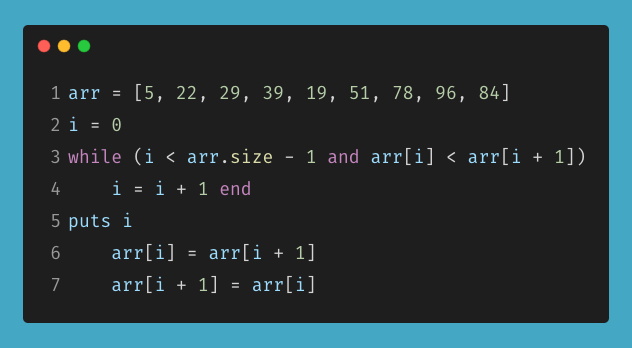 1 arr = [5, 22, 29, 39, 19, 51, 78, 96, 84]
2 i = 0
3 while (i < arr.size - 1 and arr[i] < arr[i + 1])
4     i = i + 1 end
5 puts i
6     arr[i] = arr[i + 1]
7     arr[i + 1] = arr[i]